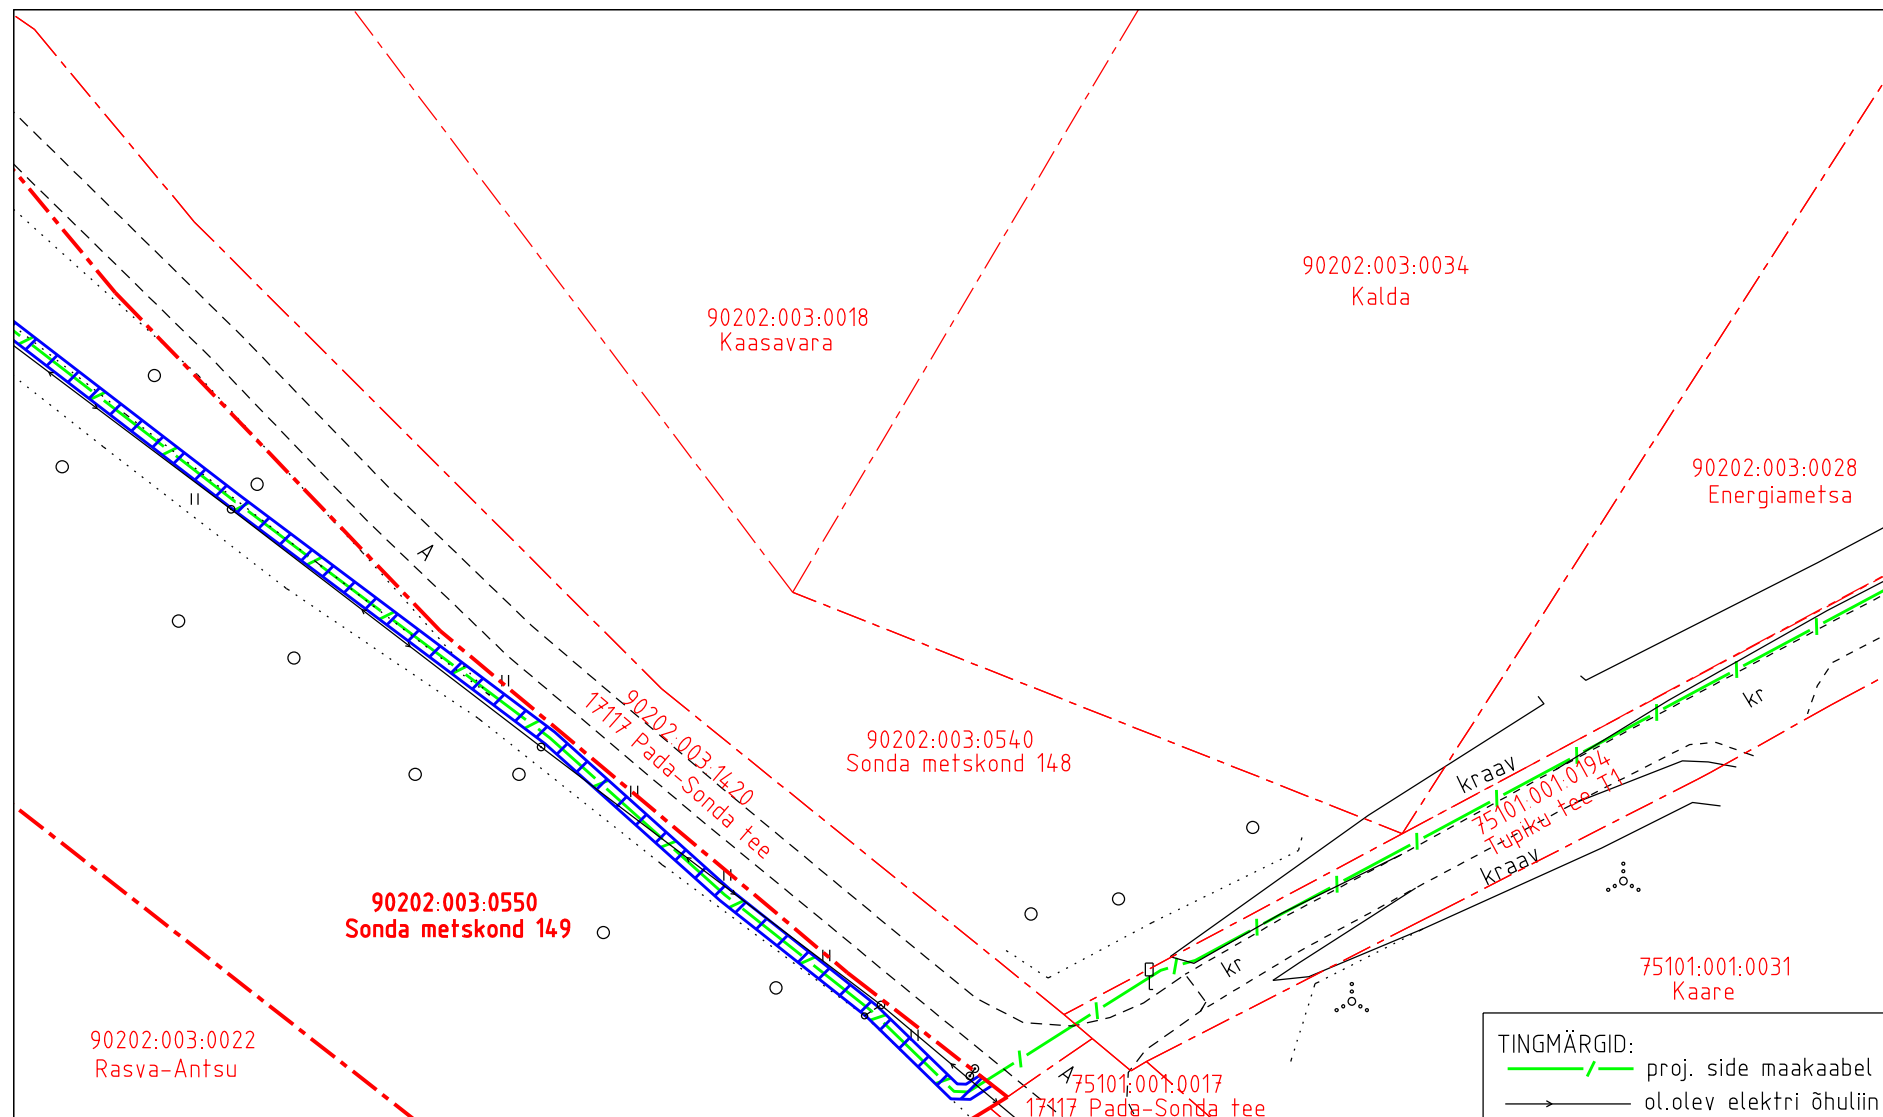 90202:003:0034
Kalda
90202:003:0018
Kaasavara
90202:003:0028
Energiametsa
A
kr
90202:003:1420
17117 Pada-Sonda tee
90202:003:0540
Sonda metskond 148
kraav
75101:001:0194
Tupiku tee T1
kraav
90202:003:0550
Sonda metskond 149
kr
75101:001:0031
Kaare
90202:003:0022
Rasva-Antsu
A
75101:001:0017
17117 Pada-Sonda tee
TINGMÄRGID:
proj. side maakaabel
ol.olev elektri õhuliin